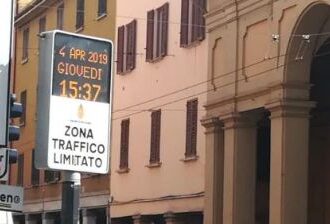 4 APR 2019
GIOVEDI
15:37
ZONA
TRAFFICO
LIMITATO